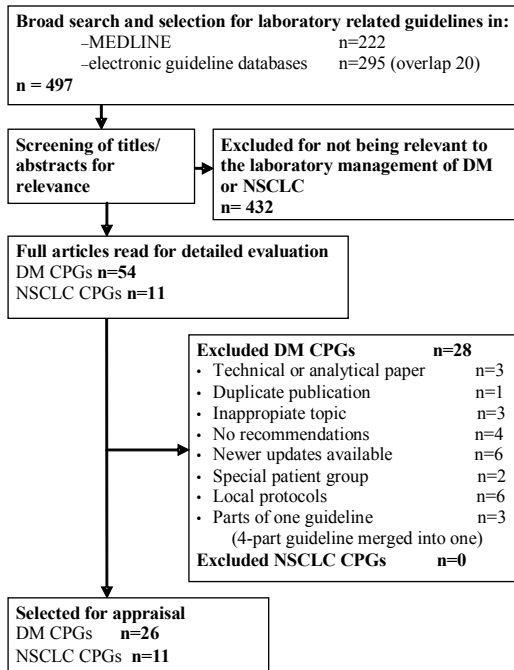 Broad search and selection for laboratory related guidelines in:
–MEDLINE n=222
–electronic guideline databases n=295 (overlap 20)
n = 497
Screening of titles/
abstracts for
relevance
Excluded for not being relevant to
the laboratory management of DM
or NSCLC
n= 432
Full articles read for detailed evaluation
DM CPGs n=54
NSCLC CPGs n=11
Excluded DM CPGs n=28
• Technical or analytical paper n=3
• Duplicate publication n=1
• Inappropiate topic n=3
• No recommendations n=4
• Newer updates available n=6
• Special patient group n=2
• Local protocols n=6
• Parts of one guideline n=3
(4-part guideline merged into one)
Excluded NSCLC CPGs n=0
Selected for appraisal
DM CPGs n=26
NSCLC CPGs n=11